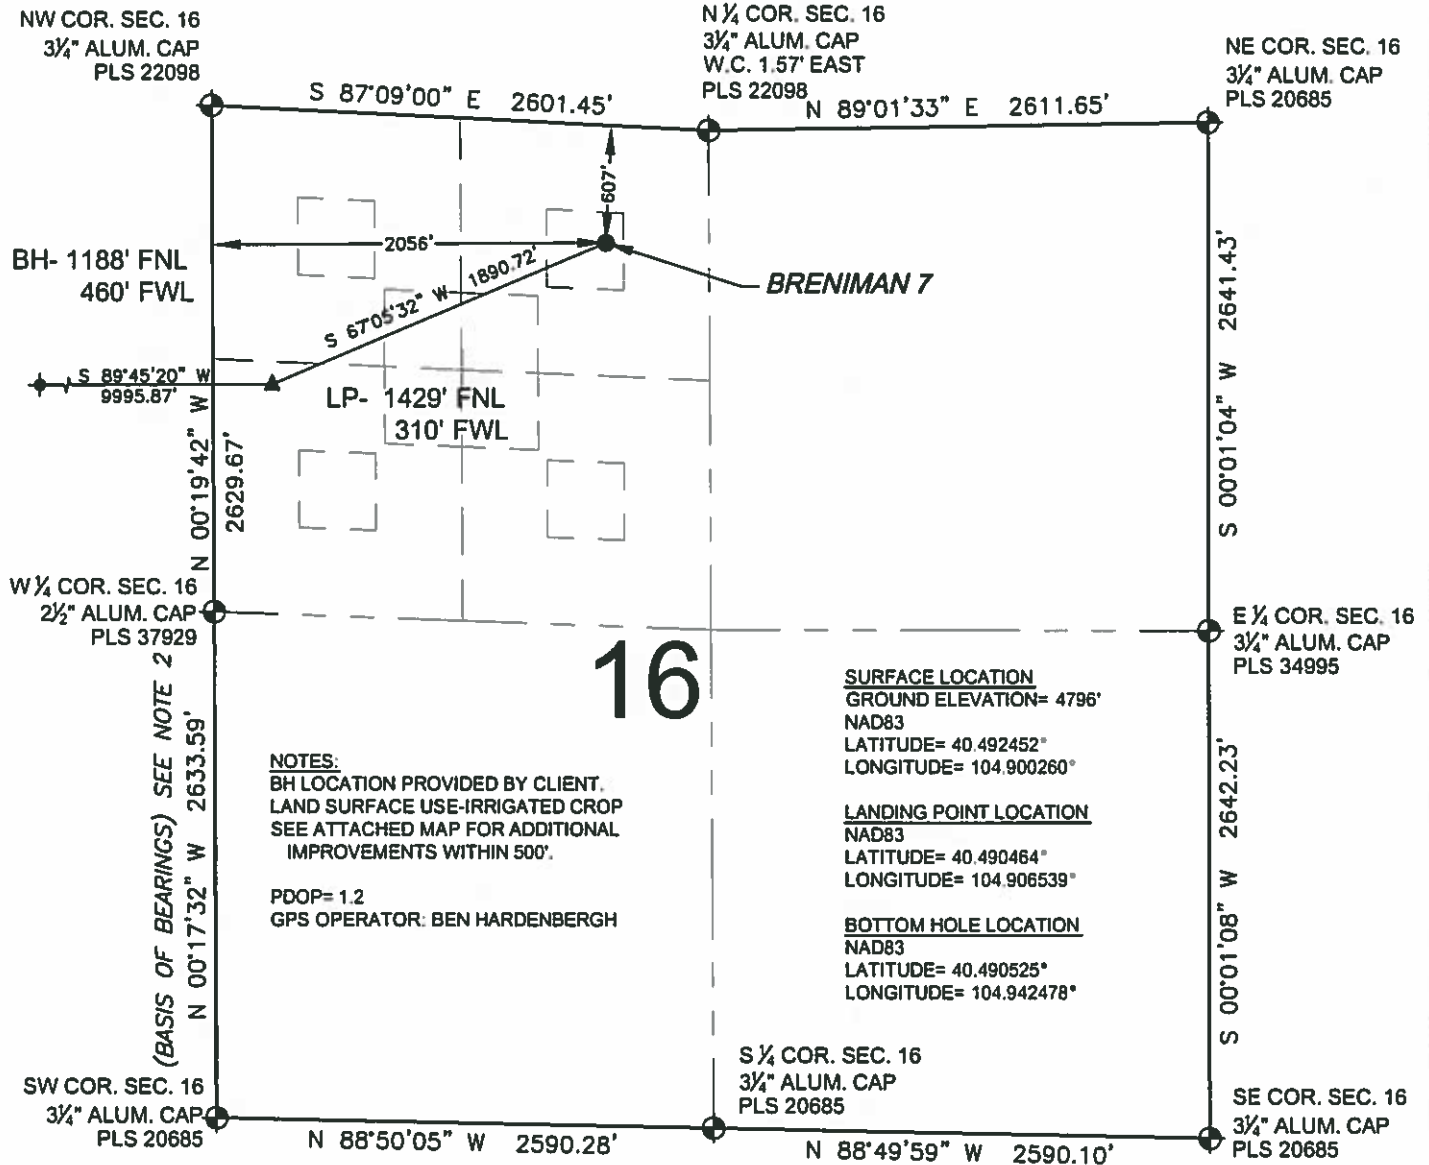 NW COR. SEC. 16
3¼" ALUM. CAP
PLS 22098
N ¼ COR. SEC. 16
3¼" ALUM. CAP
W.C. 1.57' EAST
PLS 22098
NE COR. SEC. 16
3¼" ALUM. CAP
PLS 20685
S 87°09'00" E 2601.45'
N 89°01'33" E 2611.65'
607'
2056'
BH- 1188' FNL
460' FWL
S 67°05'32" W 1890.72'
BRENIMAN 7
S 89°45'20" W
9995.87'
LP- 1429' FNL
310' FWL
N 00°19'42" W
2629.67'
S 00°01'04" W 2641.43'
W ¼ COR. SEC. 16
2½" ALUM. CAP
PLS 37929
E ¼ COR. SEC. 16
3¼" ALUM. CAP
PLS 34995
16
(BASIS OF BEARINGS) SEE NOTE 2
N 00°17'32" W 2633.59'
NOTES:
BH LOCATION PROVIDED BY CLIENT.
LAND SURFACE USE-IRRIGATED CROP
SEE ATTACHED MAP FOR ADDITIONAL
IMPROVEMENTS WITHIN 500'.
PDOP= 1.2
GPS OPERATOR: BEN HARDENBERGH
SURFACE LOCATION
GROUND ELEVATION= 4796'
NAD83
LATITUDE= 40.492452°
LONGITUDE= 104.900260°
LANDING POINT LOCATION
NAD83
LATITUDE= 40.490464°
LONGITUDE= 104.906539°
BOTTOM HOLE LOCATION
NAD83
LATITUDE= 40.490525°
LONGITUDE= 104.942478°
S 00°01'08" W 2642.23'
SW COR. SEC. 16
3¼" ALUM. CAP
PLS 20685
S ¼ COR. SEC. 16
3¼" ALUM. CAP
PLS 20685
SE COR. SEC. 16
3¼" ALUM. CAP
PLS 20685
N 88°50'05" W 2590.28'
N 88°49'59" W 2590.10'